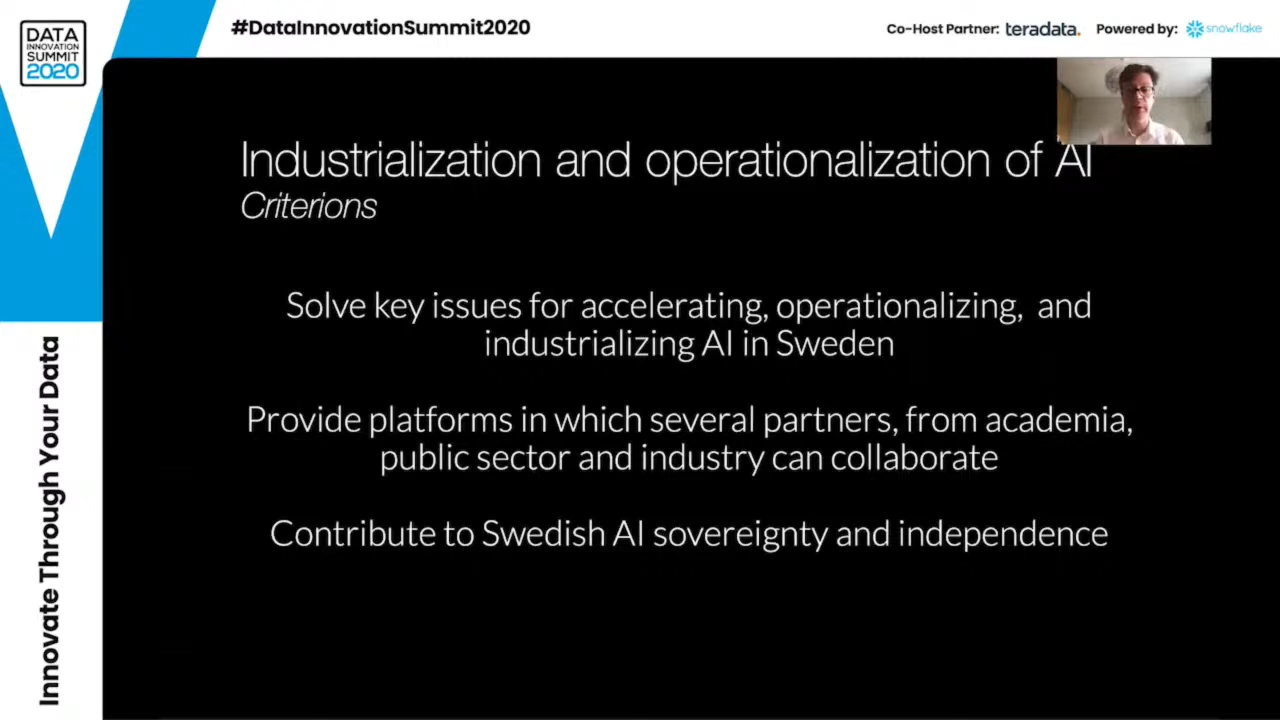 DATA
INNOVATION
SUMMIT
2020
#DataInnovationSummit2020
Co-Host Partner: teradata.
Powered by: snowflake
Industrialization and operationalization of AI
Criterions
Solve key issues for accelerating, operationalizing, and
industrializing AI in Sweden
Provide platforms in which several partners, from academia,
public sector and industry can collaborate
Contribute to Swedish AI sovereignty and independence
Innovate Through Your Data